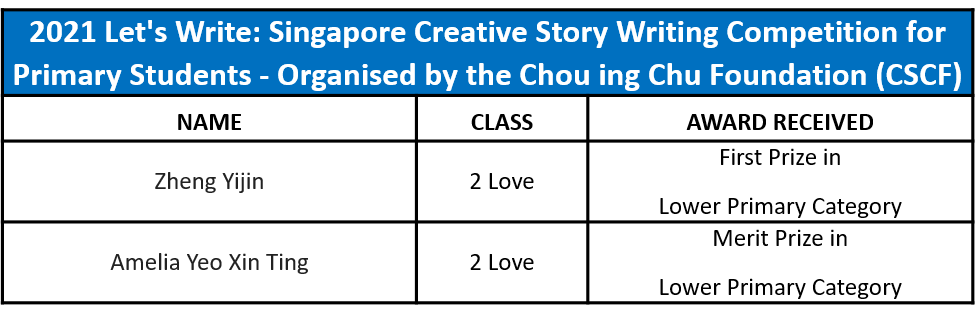 2021 Let's Write: Singapore Creative Story Writing Competition for
Primary Students - Organised by the Chou ing Chu Foundation (CSCF)
NAME CLASS AWARD RECEIVED
Zheng Yijin 2 Love First Prize in
Lower Primary Category
Amelia Yeo Xin Ting 2 Love Merit Prize in
Lower Primary Category